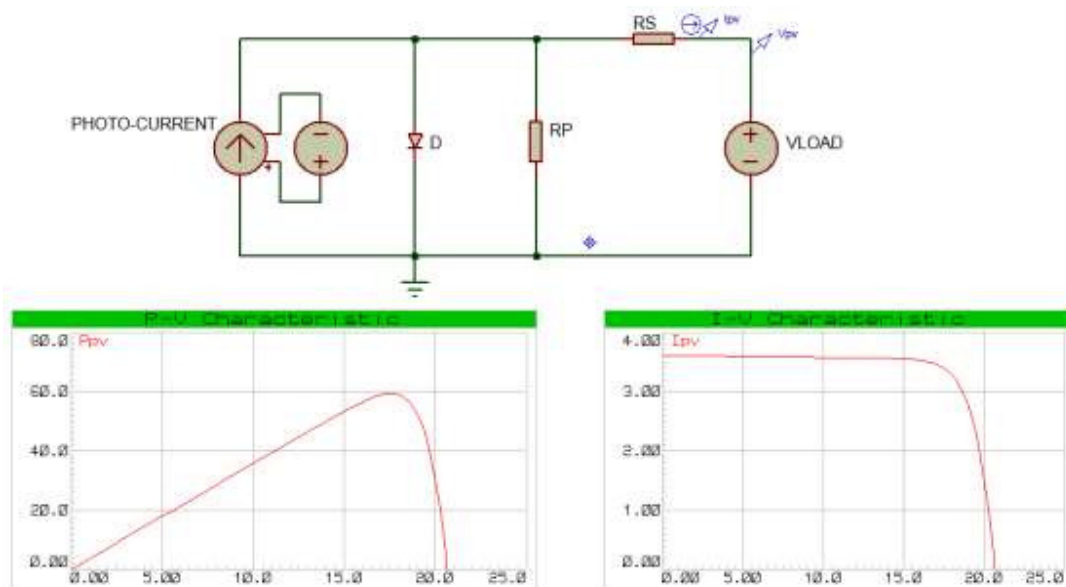 RS
Ipv
Vpv
PHOTO-CURRENT
D
RP
VLOAD
P-V Characteristic
80.0
Ppv
60.0
40.0
20.0
0.00
0.00 5.00 10.0 15.0 20.0 25.0
I-V Characteristic
4.00
Ipv
3.00
2.00
1.00
0.00
0.00 5.00 10.0 15.0 20.0 25.0